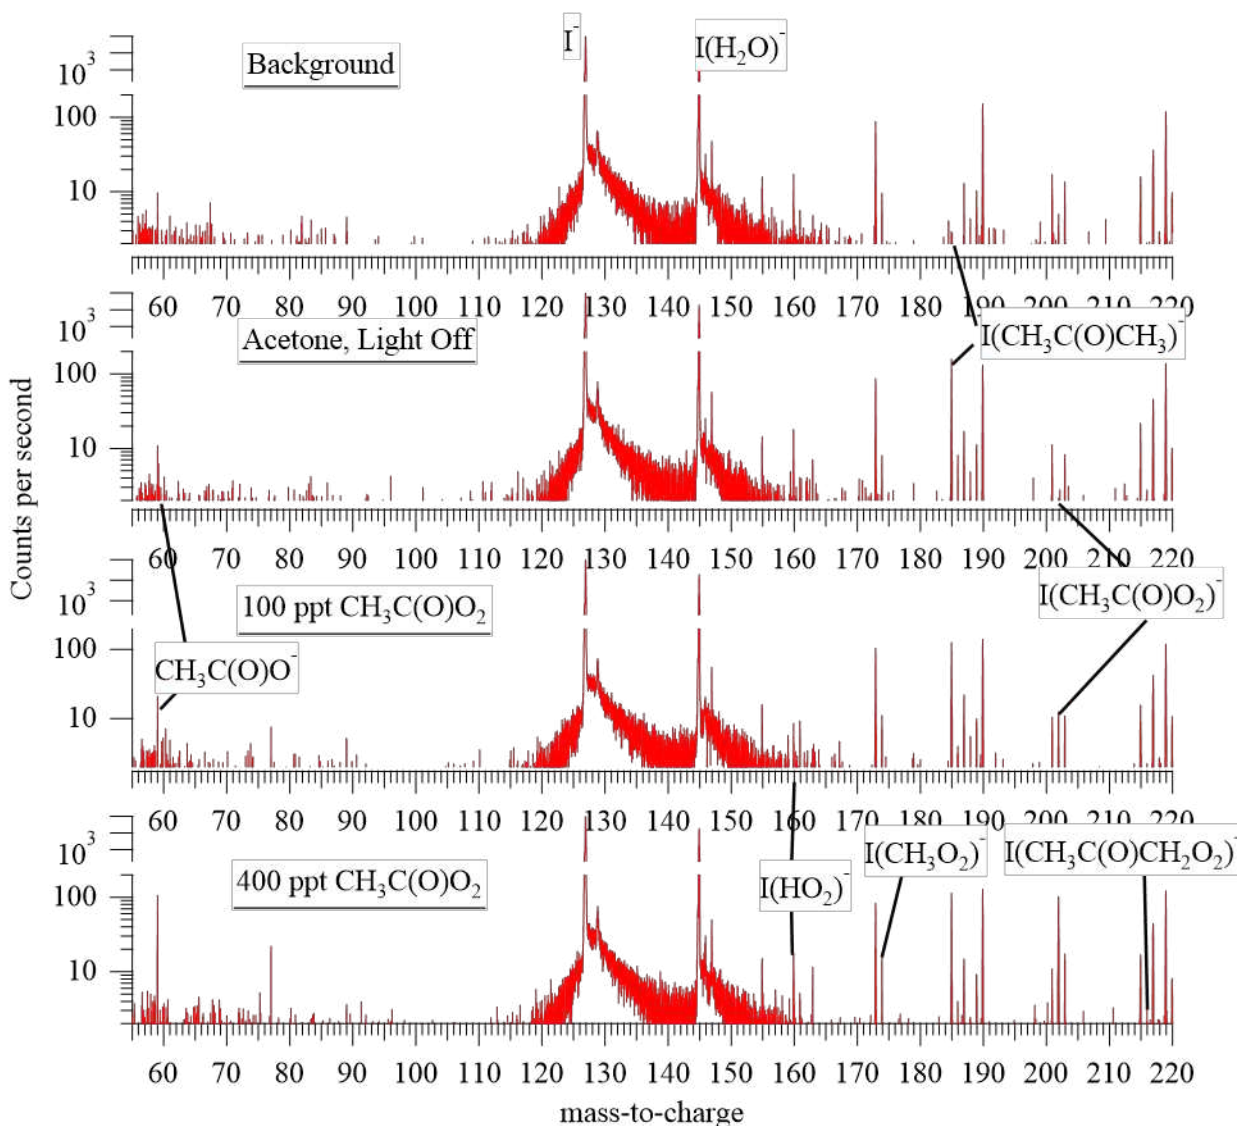 I⁻
I(H₂O)⁻
Background
10³
100
10
60 70 80 90 100 110 120 130 140 150 160 170 180 190 200 210 220
I(CH₃C(O)CH₃)⁻
Acetone, Light Off
10³
100
10
60 70 80 90 100 110 120 130 140 150 160 170 180 190 200 210 220
I(CH₃C(O)O₂)⁻
100 ppt CH₃C(O)O₂
10³
CH₃C(O)O⁻
100
10
60 70 80 90 100 110 120 130 140 150 160 170 180 190 200 210 220
I(HO₂)⁻
I(CH₃O₂)⁻
I(CH₃C(O)CH₂O₂)⁻
400 ppt CH₃C(O)O₂
10³
100
10
60 70 80 90 100 110 120 130 140 150 160 170 180 190 200 210 220
Counts per second
mass-to-charge